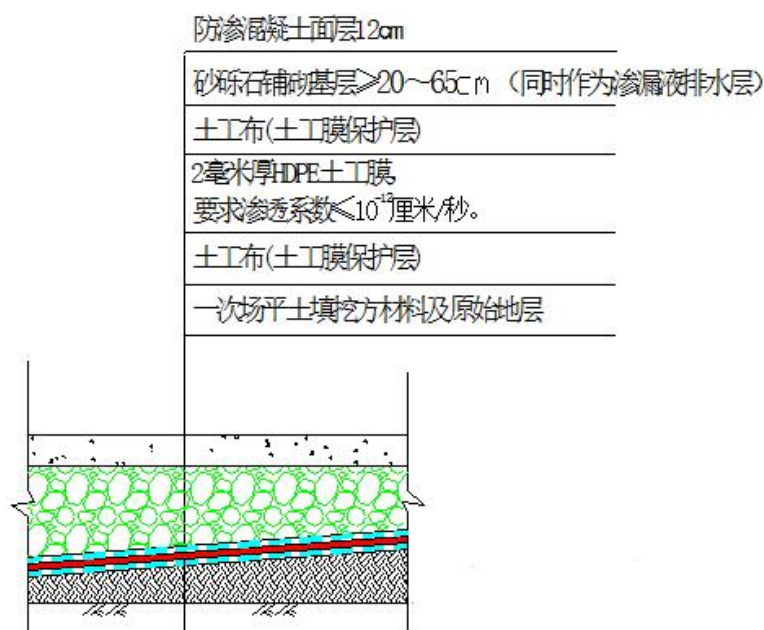 防渗混凝土面层12cm
砂砾石铺砌基层≥20～65cm（同时作为渗漏液排水层）
土工布(土工膜保护层)
2毫米厚HDPE土工膜,
要求渗透系数≤10⁻¹²厘米/秒。
土工布(土工膜保护层)
一次场平土填挖方材料及原始地层